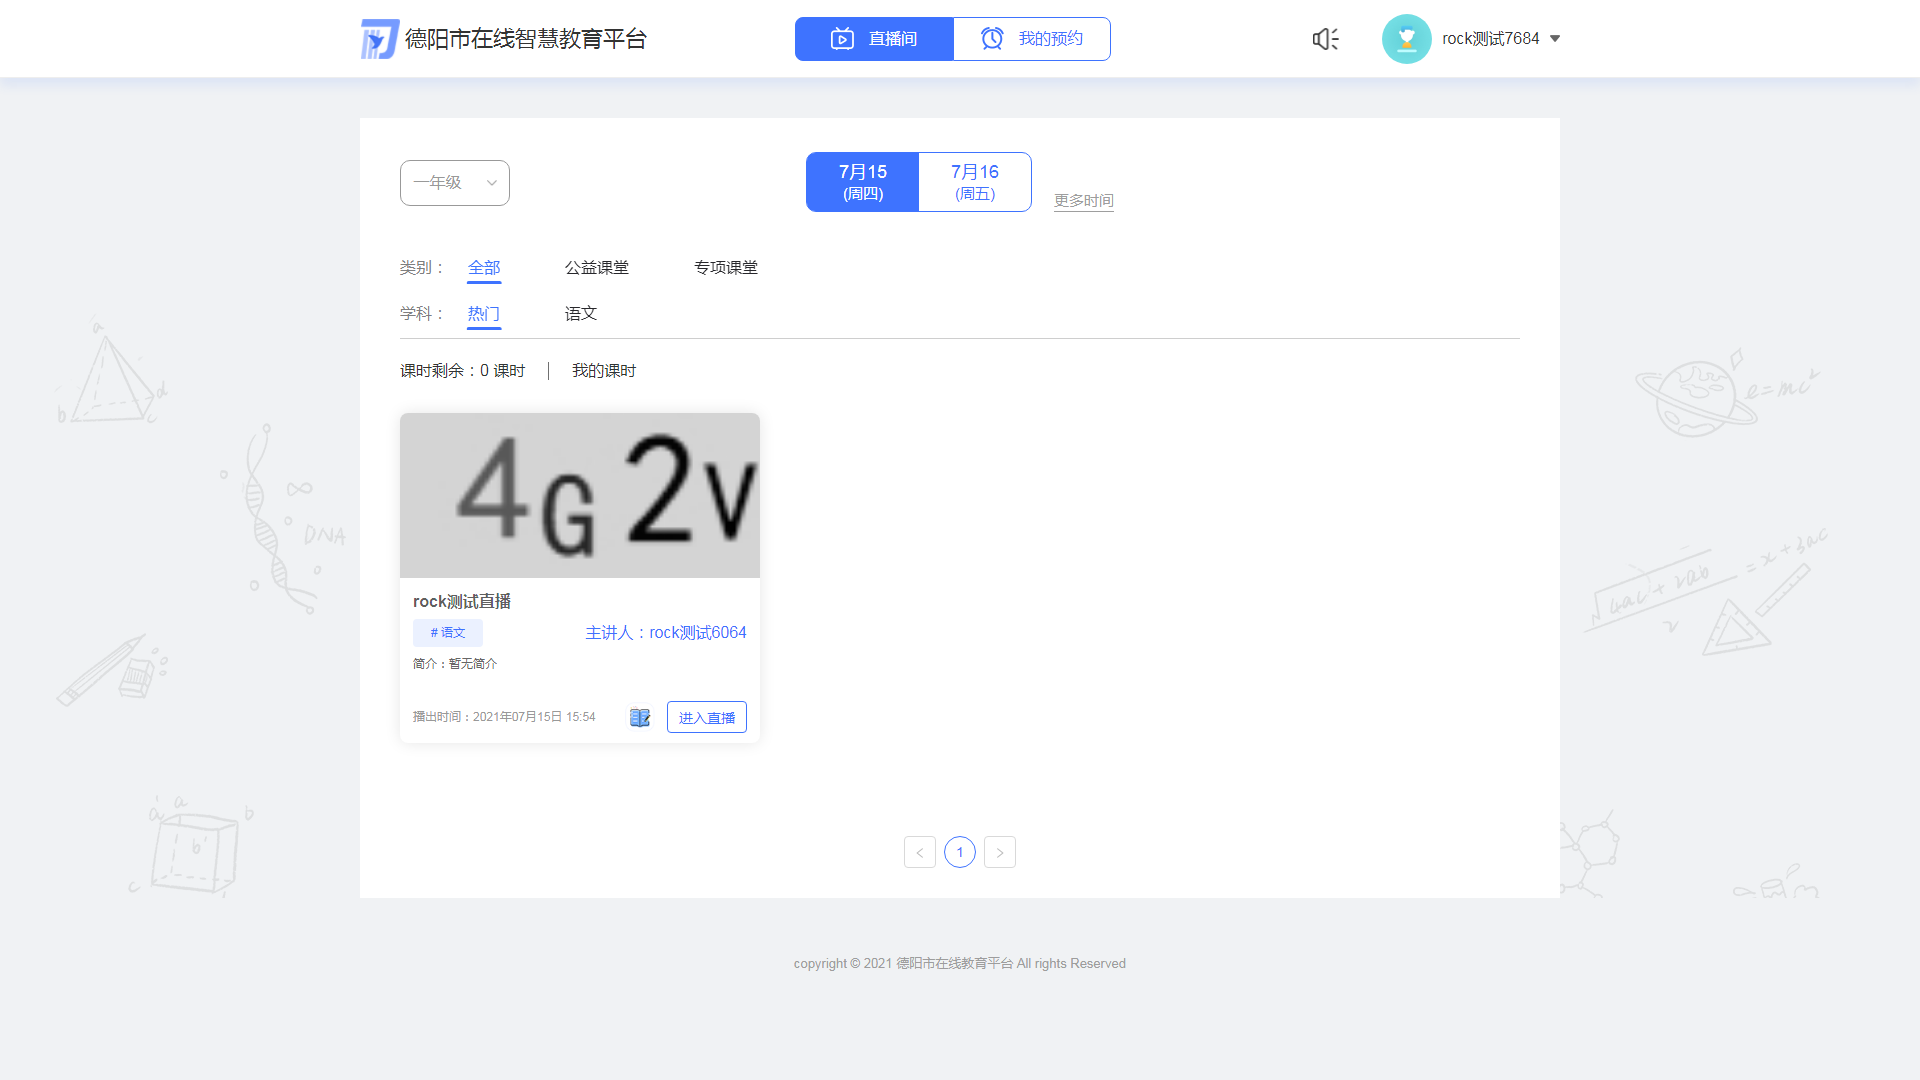 德阳市在线智慧教育平台
直播间
我的预约
rock测试7684
一年级
7月15
(周四)
7月16
(周五)
更多时间
类别：
全部
公益课堂
专项课堂
学科：
热门
语文
课时剩余：0 课时
我的课时
4G2V
rock测试直播
# 语文
主讲人：rock测试6064
简介：暂无简介
播出时间：2021年07月15日 15:54
进入直播
< 1 >
copyright © 2021 德阳市在线教育平台 All rights Reserved
a
b
c
d
DNA
e=mc²
a a b
b'
c